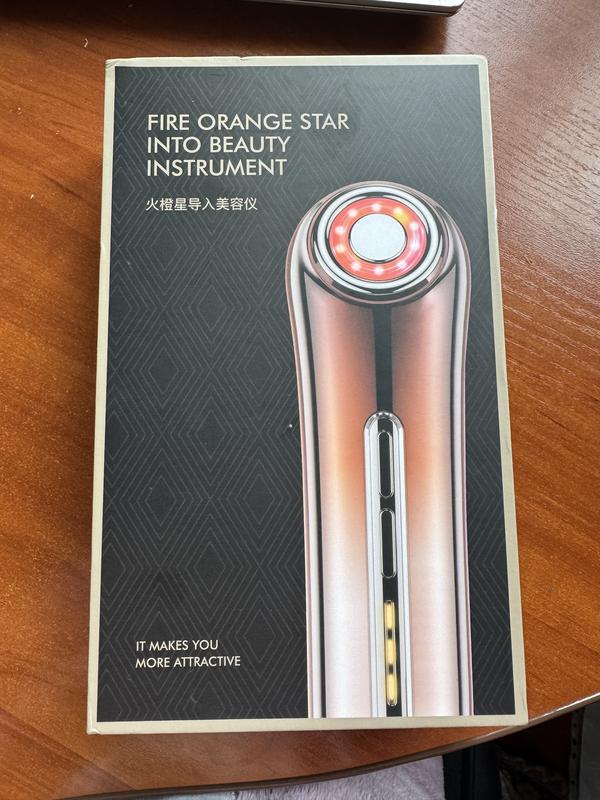 FIRE ORANGE STAR
INTO BEAUTY
INSTRUMENT
火橙星导入美容仪
IT MAKES YOU
MORE ATTRACTIVE